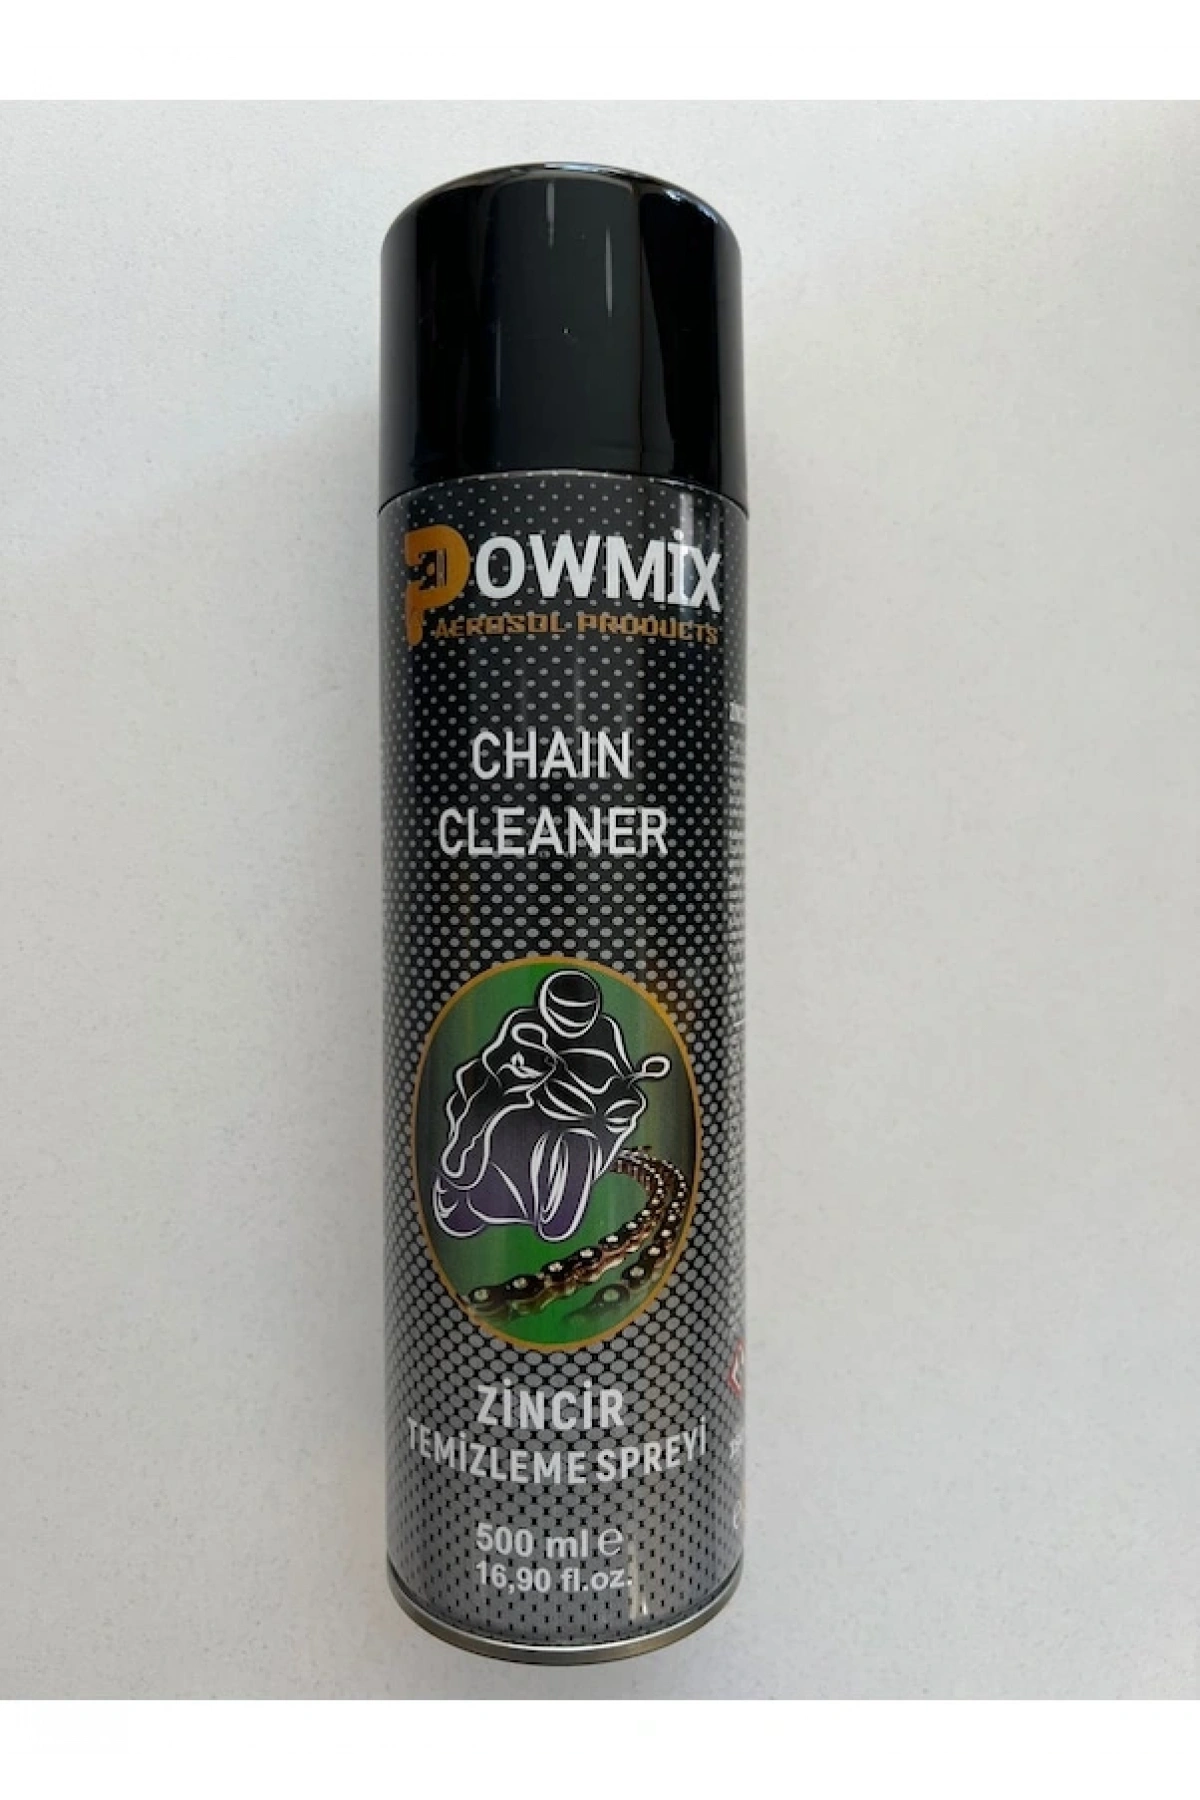 POWMİX
AEROSOL PRODUCTS
CHAIN
CLEANER
ZİNCİR
TEMİZLEME SPREYİ
500 ml ℮
16,90 fl.oz.